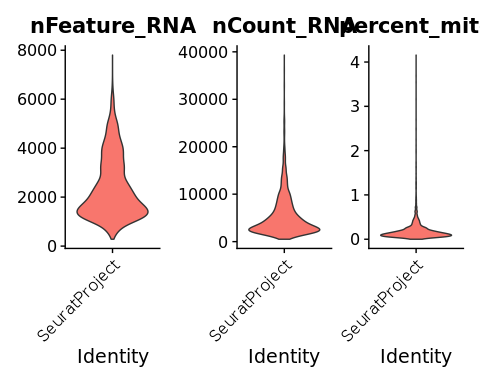 nFeature_RNA
8000
6000
4000
2000
0
SeuratProject
Identity
nCount_RNA
40000
30000
20000
10000
0
SeuratProject
Identity
percent_mit
4
3
2
1
0
SeuratProject
Identity